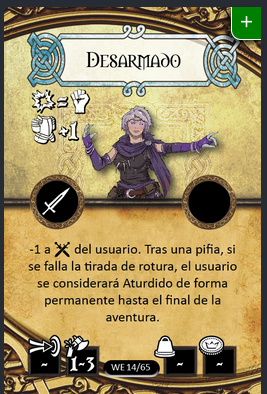 DESARMADO
=
+1
-1 a del usuario. Tras una pifia, si
se falla la tirada de rotura, el usuario
se considerará Aturdido de forma
permanente hasta el final de la
aventura.
~ 1-3 WE 14/65 ~ ~